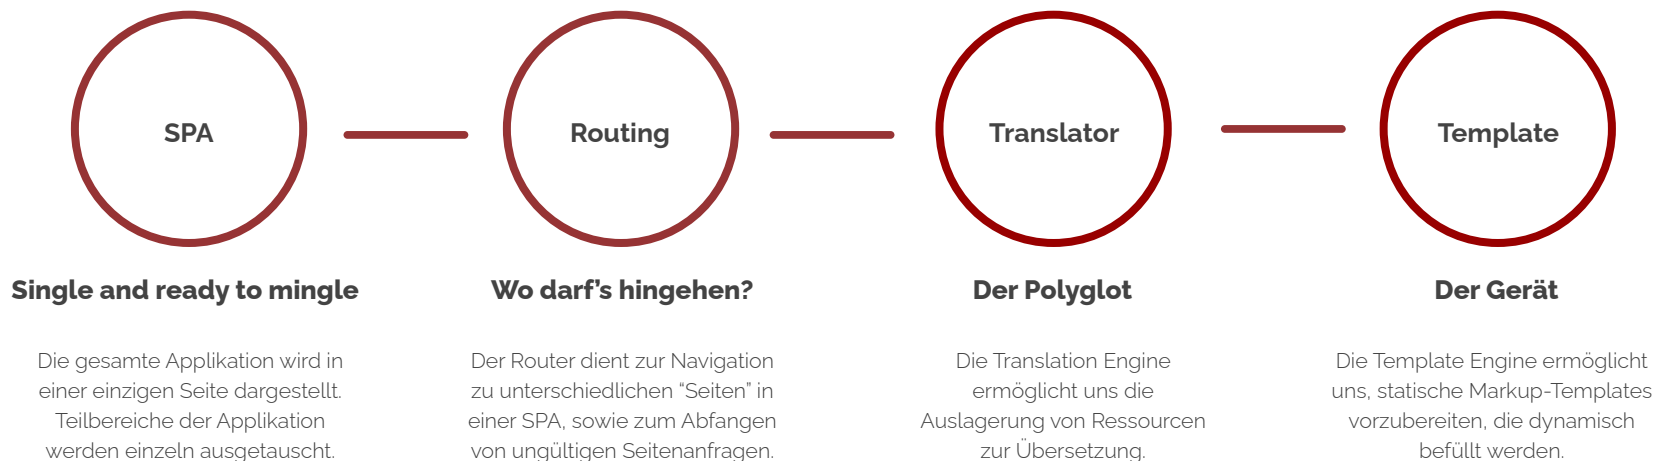 SPA
Routing
Translator
Template
Single and ready to mingle
Wo darf’s hingehen?
Der Polyglot
Der Gerät
Die gesamte Applikation wird in
einer einzigen Seite dargestellt.
Teilbereiche der Applikation
werden einzeln ausgetauscht.
Der Router dient zur Navigation
zu unterschiedlichen “Seiten” in
einer SPA, sowie zum Abfangen
von ungültigen Seitenanfragen.
Die Translation Engine
ermöglicht uns die
Auslagerung von Ressourcen
zur Übersetzung.
Die Template Engine ermöglicht
uns, statische Markup-Templates
vorzubereiten, die dynamisch
befüllt werden.